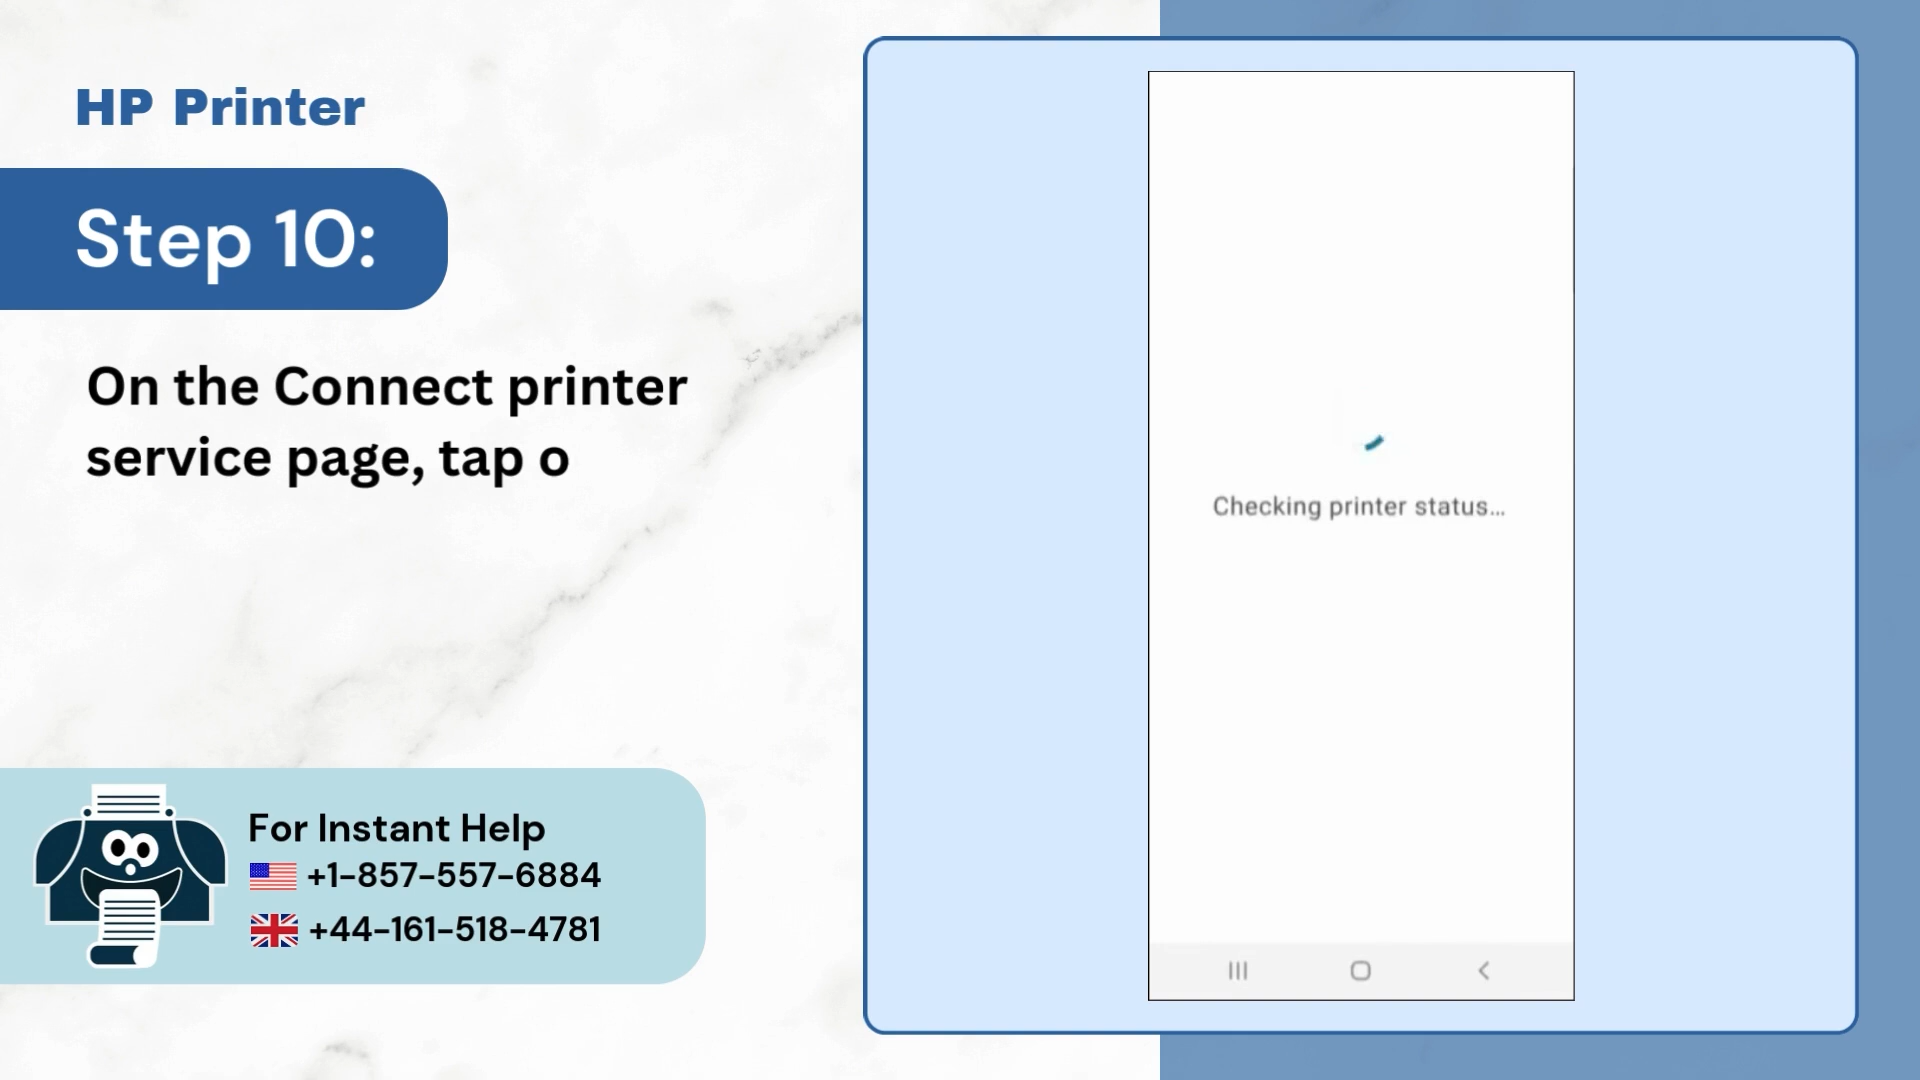 HP Printer
Step 10:
On the Connect printer
service page, tap o
For Instant Help
+1-857-557-6884
+44-161-518-4781
Checking printer status...